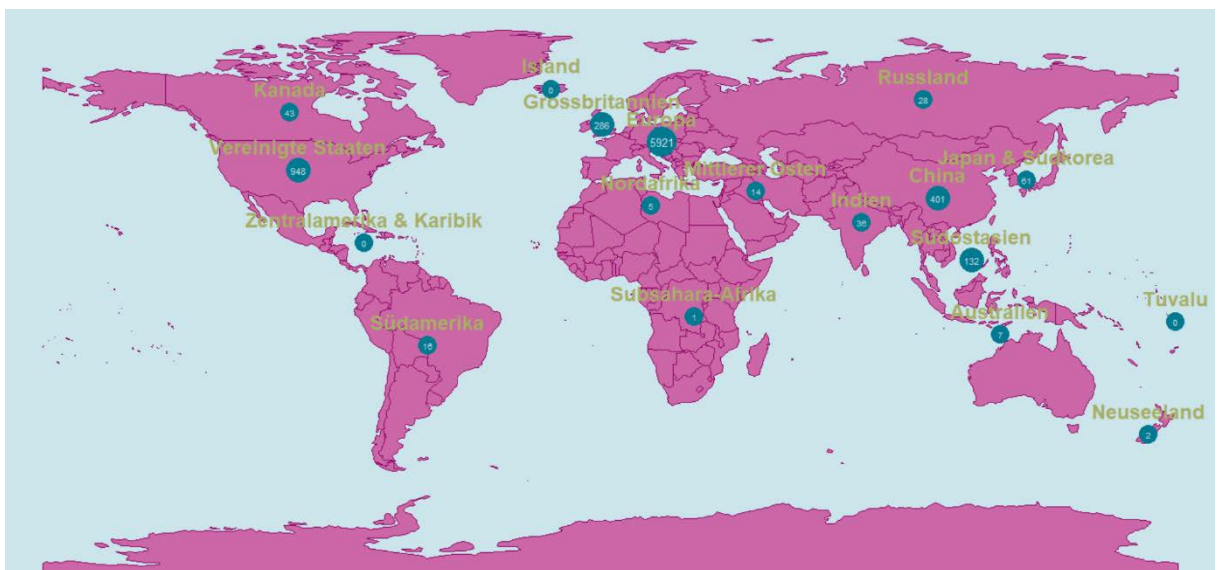 Island
0
Kanada
43
Russland
28
Grossbritannien
286
Europa
5921
Vereinigte Staaten
948
Japan & Südkorea
61
Mittlerer Osten
14
China
401
Nordafrika
5
Indien
36
Zentralamerika & Karibik
0
Südostasien
132
Subsahara-Afrika
1
Tuvalu
0
Südamerika
16
Australien
7
Neuseeland
2